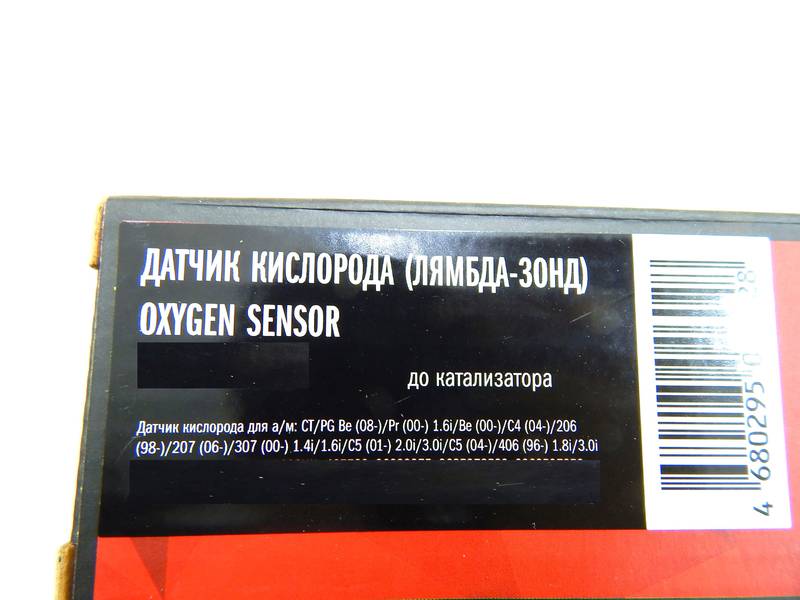 ДАТЧИК КИСЛОРОДА (ЛЯМБДА-ЗОНД)
OXYGEN SENSOR
до катализатора
Датчик кислорода для а/м: CT/PG Be (08-)/Pr (00-) 1.6i/Be (00-)/C4 (04-)/206
(98-)/207 (06-)/307 (00-) 1.4i/1.6i/C5 (01-) 2.0i/3.0i/C5 (04-)/406 (96-) 1.8i/3.0i
4 680295